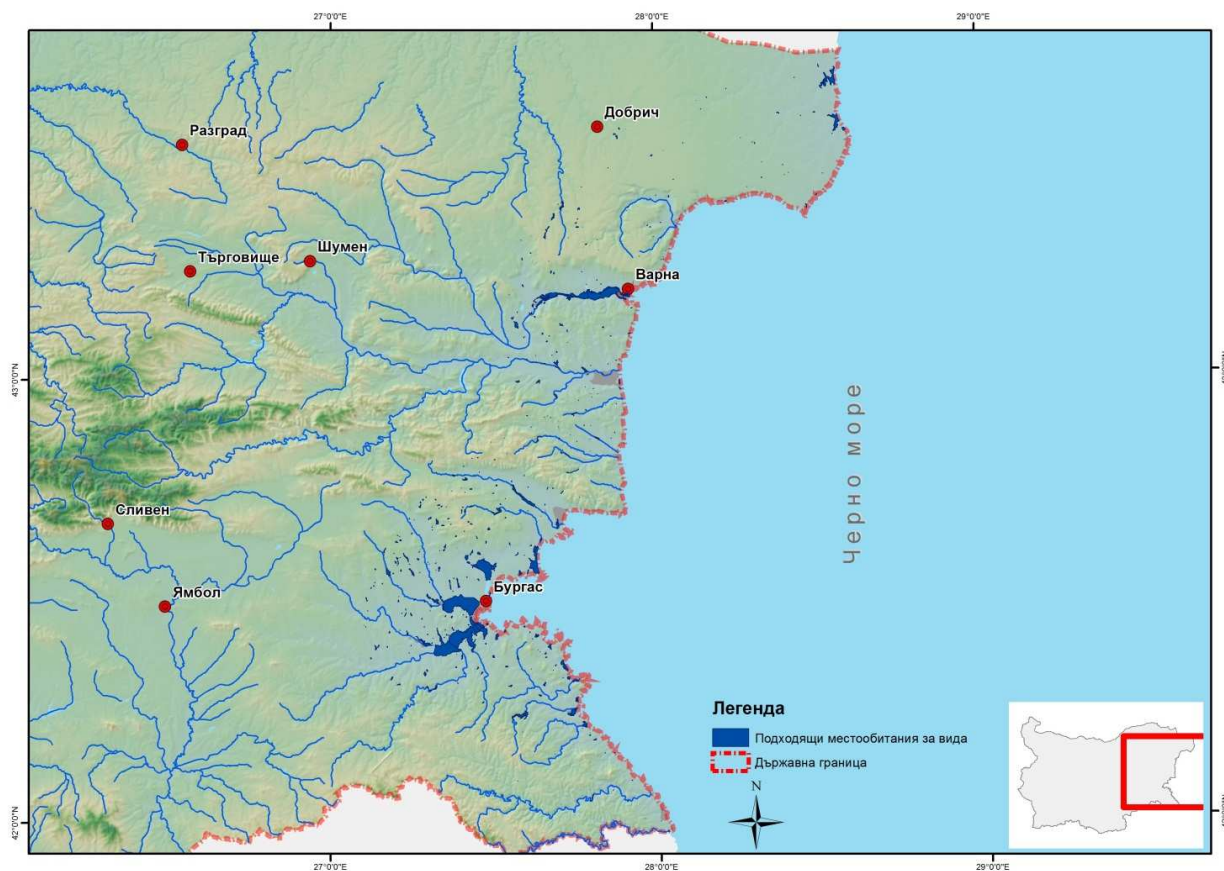 27°0'0"E
28°0'0"E
29°0'0"E
Добрич
Разград
Шумен
Търговище
Варна
43°0'0"N
Черно море
Сливен
Бургас
Ямбол
Легенда
Подходящи местообитания за вида
Държавна граница
N
42°0'0"N
27°0'0"E
28°0'0"E
29°0'0"E